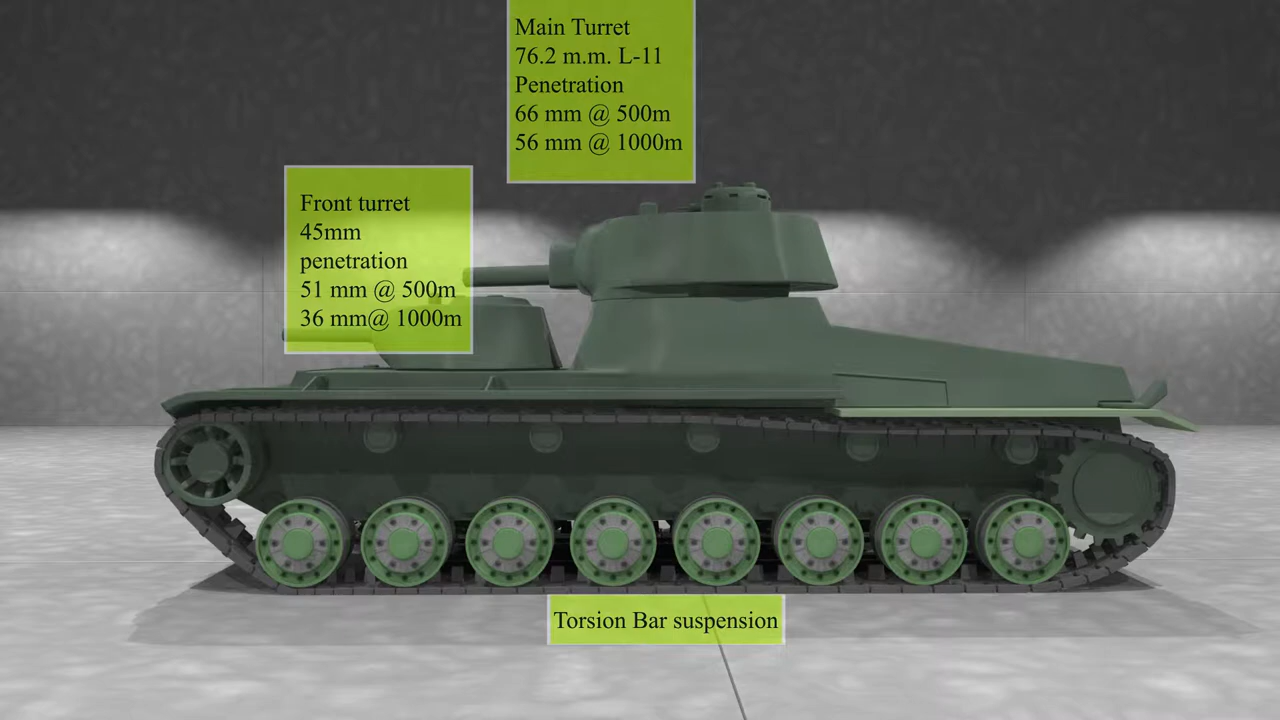 Main Turret
76.2 m.m. L-11
Penetration
66 mm @ 500m
56 mm @ 1000m
Front turret
45mm
penetration
51 mm @ 500m
36 mm@ 1000m
Torsion Bar suspension